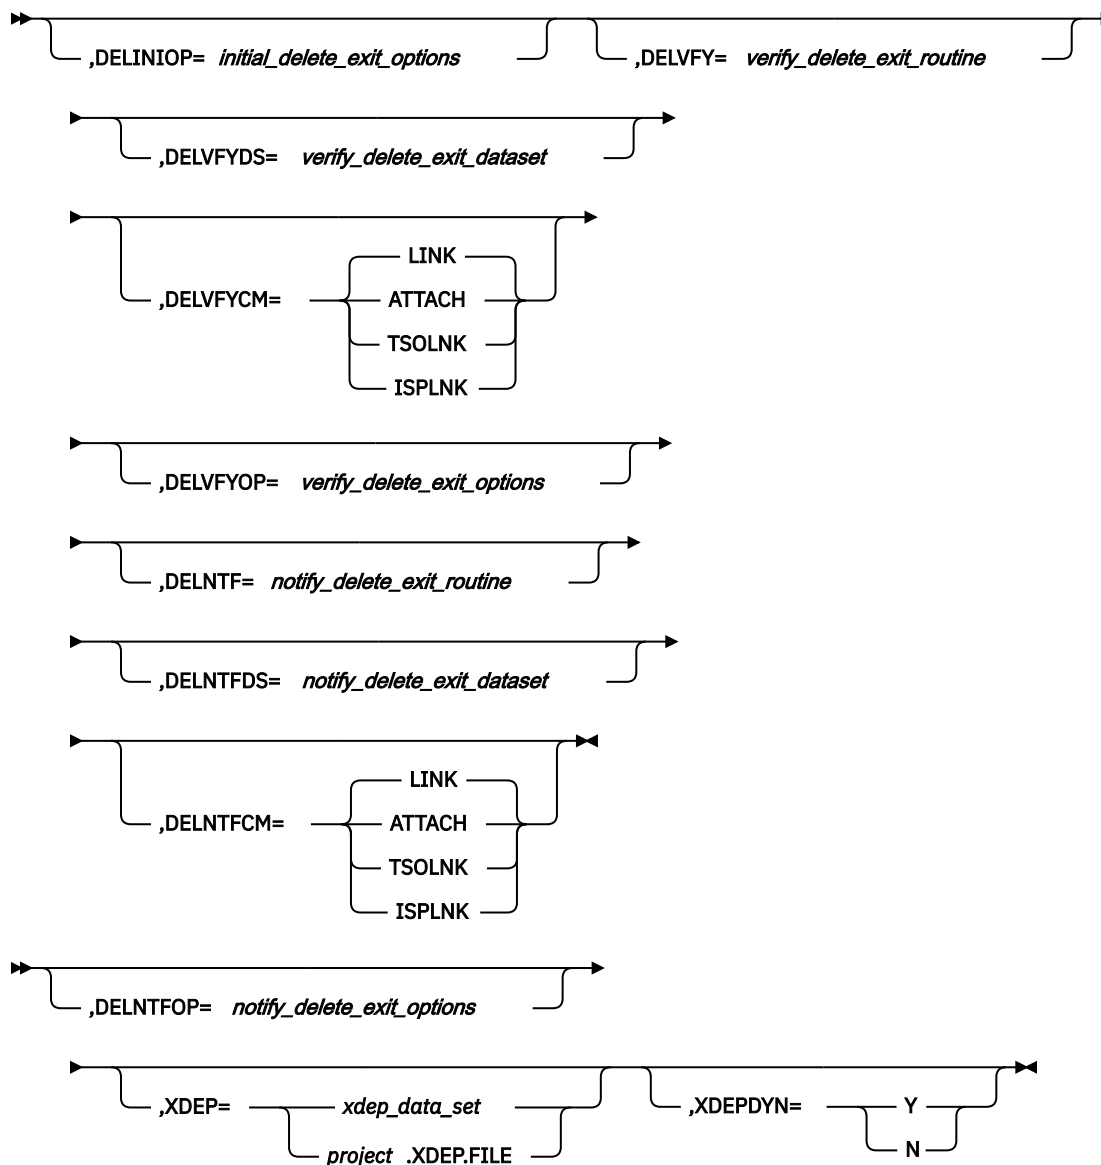 ,DELINIOP= initial_delete_exit_options ,DELVFY= verify_delete_exit_routine
,DELVFYDS= verify_delete_exit_dataset
LINK
,DELVFYCM= ATTACH
TSOLNK
ISPLNK
,DELVFYOP= verify_delete_exit_options
,DELNTF= notify_delete_exit_routine
,DELNTFDS= notify_delete_exit_dataset
LINK
,DELNTFCM= ATTACH
TSOLNK
ISPLNK
,DELNTFOP= notify_delete_exit_options
,XDEP= xdep_data_set ,XDEPDYN= Y
project .XDEP.FILE N